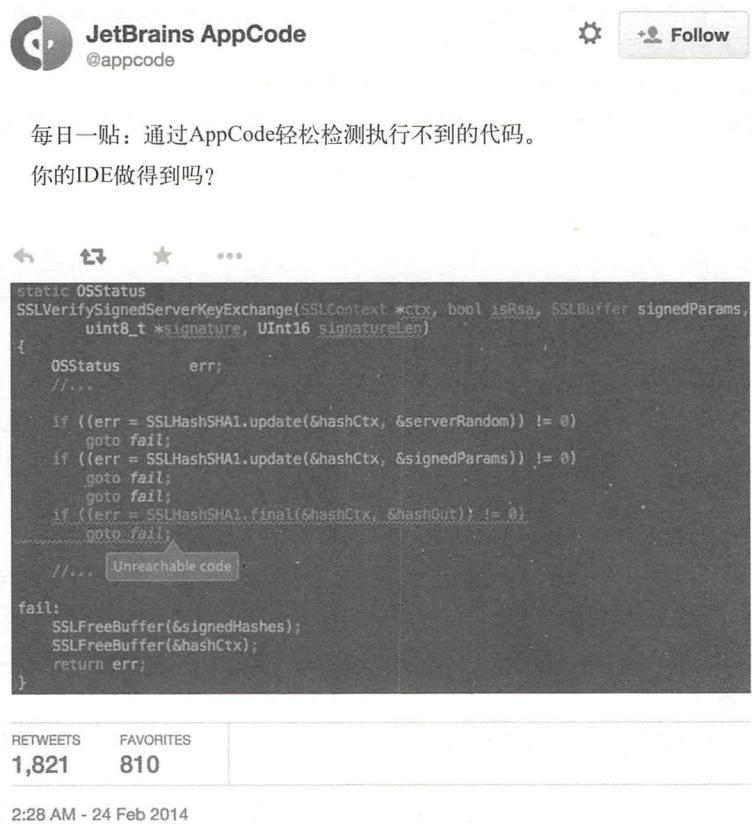 JetBrains AppCode
@appcode
Follow
每日一贴：通过AppCode轻松检测执行不到的代码。
你的IDE做得到吗?
static OSStatus
SSLVerifySignedServerKeyExchange(SSLContext *ctx, bool isRsa, SSLBuffer signedParams,
uint8_t *signature, UInt16 signatureLen)
{
OSStatus err;
//...
if ((err = SSLHashSHA1.update(&hashCtx, &serverRandom)) != 0)
goto fail;
if ((err = SSLHashSHA1.update(&hashCtx, &signedParams)) != 0)
goto fail;
goto fail;
if ((err = SSLHashSHA1.final(&hashCtx, &hashOut)) != 0)
goto fail;
//...
Unreachable code
fail:
SSLFreeBuffer(&signedHashes);
SSLFreeBuffer(&hashCtx);
return err;
}
RETWEETS FAVORITES
1,821 810
2:28 AM - 24 Feb 2014